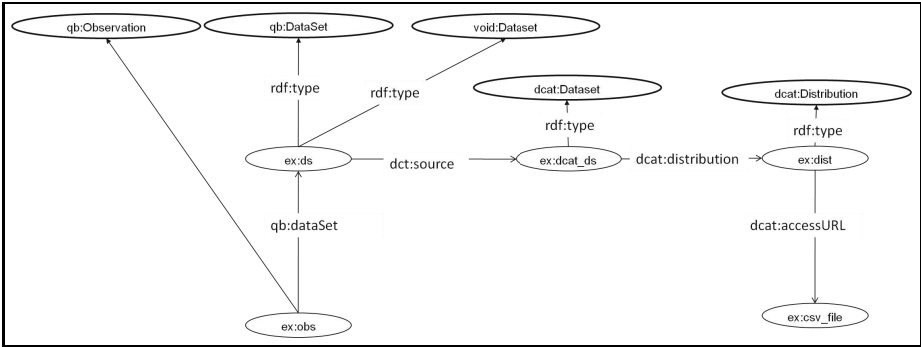 qb:Observation
qb:DataSet
void:Dataset
rdf:type
rdf:type
dcat:Dataset
dcat:Distribution
rdf:type
rdf:type
ex:ds
dct:source
ex:dcat_ds
dcat:distribution
ex:dist
qb:dataSet
dcat:accessURL
ex:obs
ex:csv_file